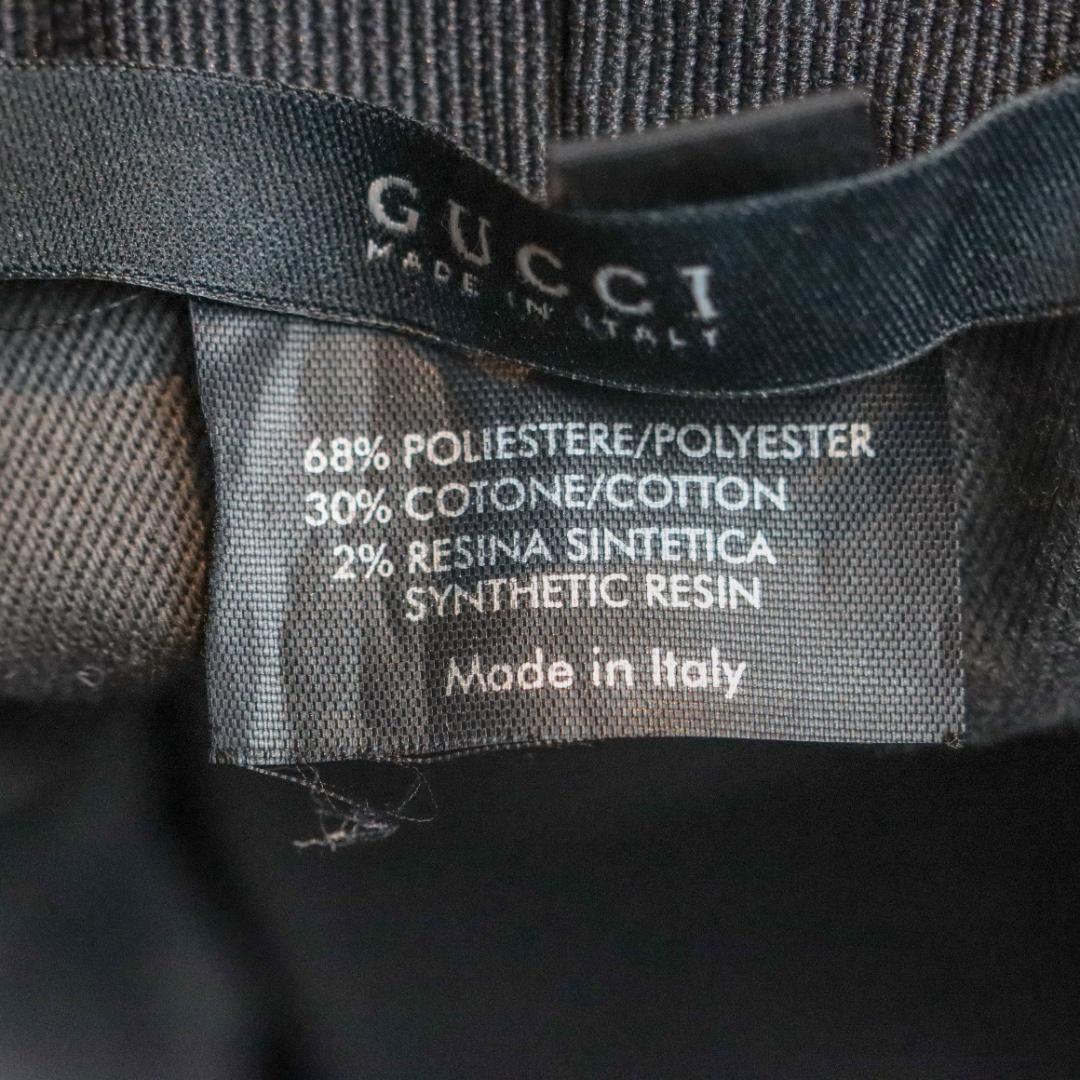 GUCCI
MADE IN ITALY
68% POLIESTERE/POLYESTER
30% COTONE/COTTON
2% RESINA SINTETICA
SYNTHETIC RESIN
Made in Italy